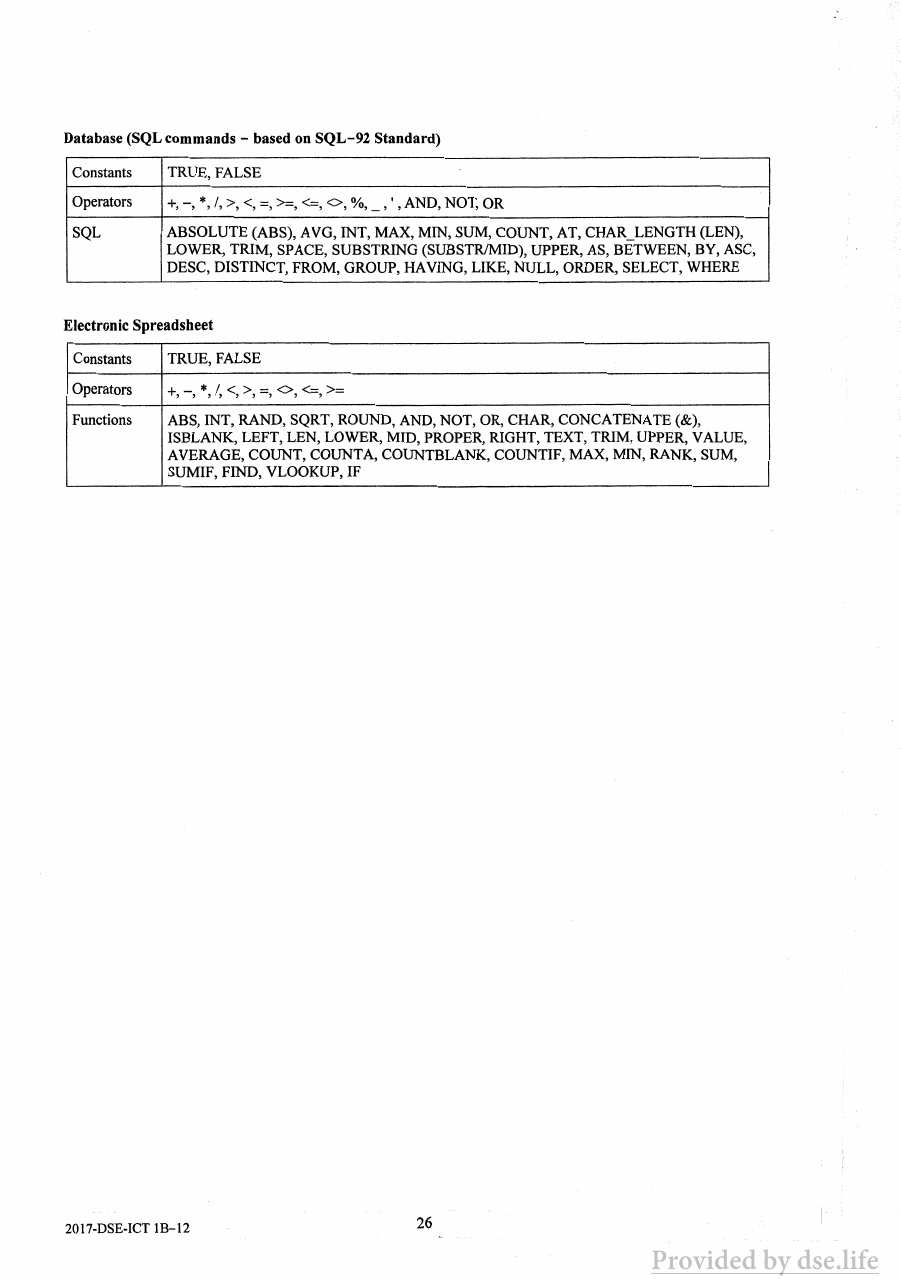 Database (SQL commands – based on SQL-92 Standard)
Constants TRUE, FALSE
Operators +, –, *, /, >, <, =, >=, <=, <>, %, _ , ' , AND, NOT, OR
SQL ABSOLUTE (ABS), AVG, INT, MAX, MIN, SUM, COUNT, AT, CHAR_LENGTH (LEN),
LOWER, TRIM, SPACE, SUBSTRING (SUBSTR/MID), UPPER, AS, BETWEEN, BY, ASC,
DESC, DISTINCT, FROM, GROUP, HAVING, LIKE, NULL, ORDER, SELECT, WHERE
Electronic Spreadsheet
Constants TRUE, FALSE
Operators +, –, *, /, <, >, =, <>, <=, >=
Functions ABS, INT, RAND, SQRT, ROUND, AND, NOT, OR, CHAR, CONCATENATE (&),
ISBLANK, LEFT, LEN, LOWER, MID, PROPER, RIGHT, TEXT, TRIM, UPPER, VALUE,
AVERAGE, COUNT, COUNTA, COUNTBLANK, COUNTIF, MAX, MIN, RANK, SUM,
SUMIF, FIND, VLOOKUP, IF
2017-DSE-ICT 1B–12 26
Provided by dse.life